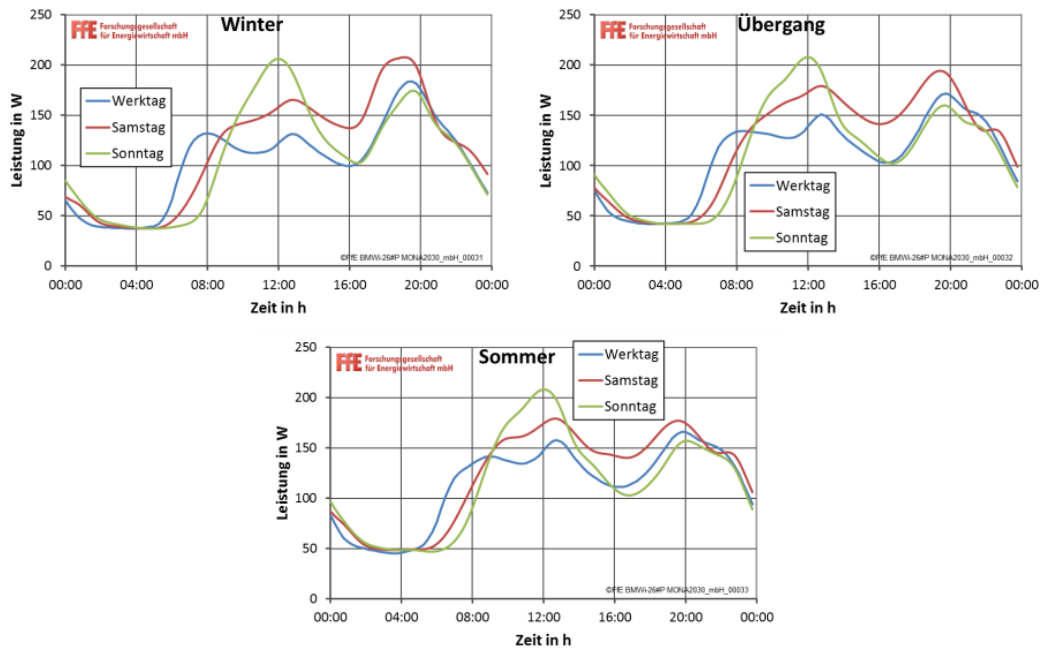 FfE Forschungsgesellschaft
für Energiewirtschaft mbH
Winter
Leistung in W
250
200
150
100
50
0
Werktag
Samstag
Sonntag
©FfE BMWi-26#P MONA2030_mbH_00031
00:00 04:00 08:00 12:00 16:00 20:00 00:00
Zeit in h
FfE Forschungsgesellschaft
für Energiewirtschaft mbH
Übergang
Leistung in W
250
200
150
100
50
0
Werktag
Samstag
Sonntag
©FfE BMWi-26#P MONA2030_mbH_00032
00:00 04:00 08:00 12:00 16:00 20:00 00:00
Zeit in h
FfE Forschungsgesellschaft
für Energiewirtschaft mbH
Sommer
Leistung in W
250
200
150
100
50
0
Werktag
Samstag
Sonntag
©FfE BMWi-26#P MONA2030_mbH_00033
00:00 04:00 08:00 12:00 16:00 20:00 00:00
Zeit in h